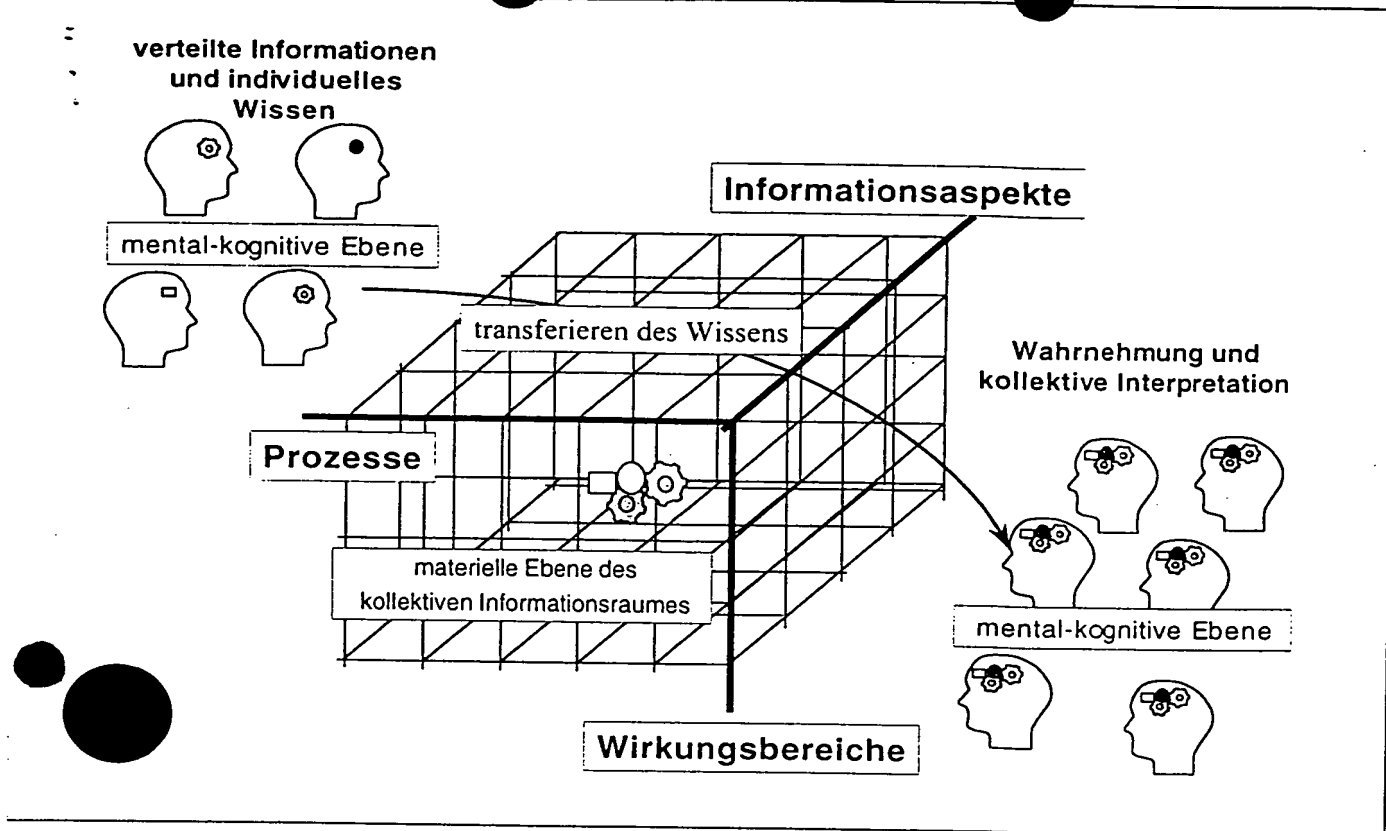 verteilte Informationen
und individuelles
Wissen
mental-kognitive Ebene
Informationsaspekte
transferieren des Wissens
Wahrnehmung und
kollektive Interpretation
Prozesse
materielle Ebene des
kollektiven Informationsraumes
mental-kognitive Ebene
Wirkungsbereiche